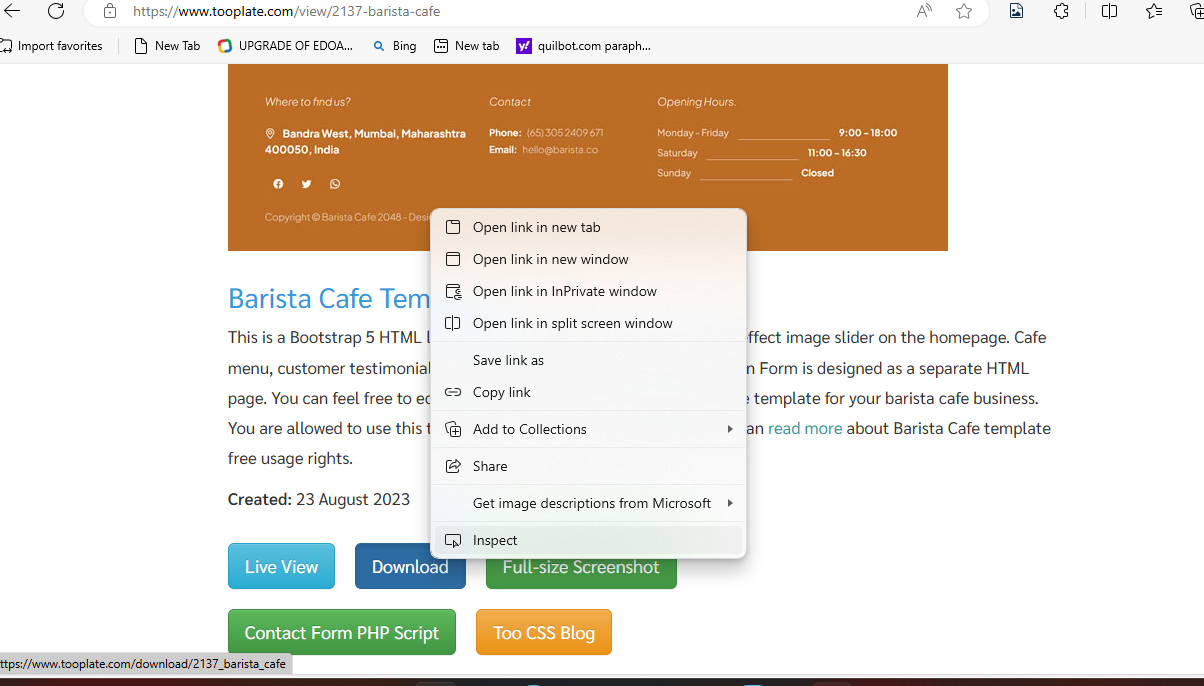 https://www.tooplate.com/view/2137-barista-cafe
Import favorites
New Tab
UPGRADE OF EDOA...
Bing
New tab
quilbot.com paraph...
Where to find us?
Contact
Opening Hours.
Bandra West, Mumbai, Maharashtra
400050, India
Phone: (65) 305 2409 671
Email: hello@barista.co
Monday - Friday 9:00 - 18:00
Saturday 11:00 - 16:30
Sunday Closed
Copyright © Barista Cafe 2048 - Desi
Open link in new tab
Open link in new window
Open link in InPrivate window
Open link in split screen window
Save link as
Copy link
Add to Collections
Share
Get image descriptions from Microsoft
Inspect
Barista Cafe Tem
This is a Bootstrap 5 HTML l ffect image slider on the homepage. Cafe
menu, customer testimonial n Form is designed as a separate HTML
page. You can feel free to ed e template for your barista cafe business.
You are allowed to use this t an read more about Barista Cafe template
free usage rights.
Created: 23 August 2023
Live View
Download
Full-size Screenshot
Contact Form PHP Script
Too CSS Blog
ttps://www.tooplate.com/download/2137_barista_cafe